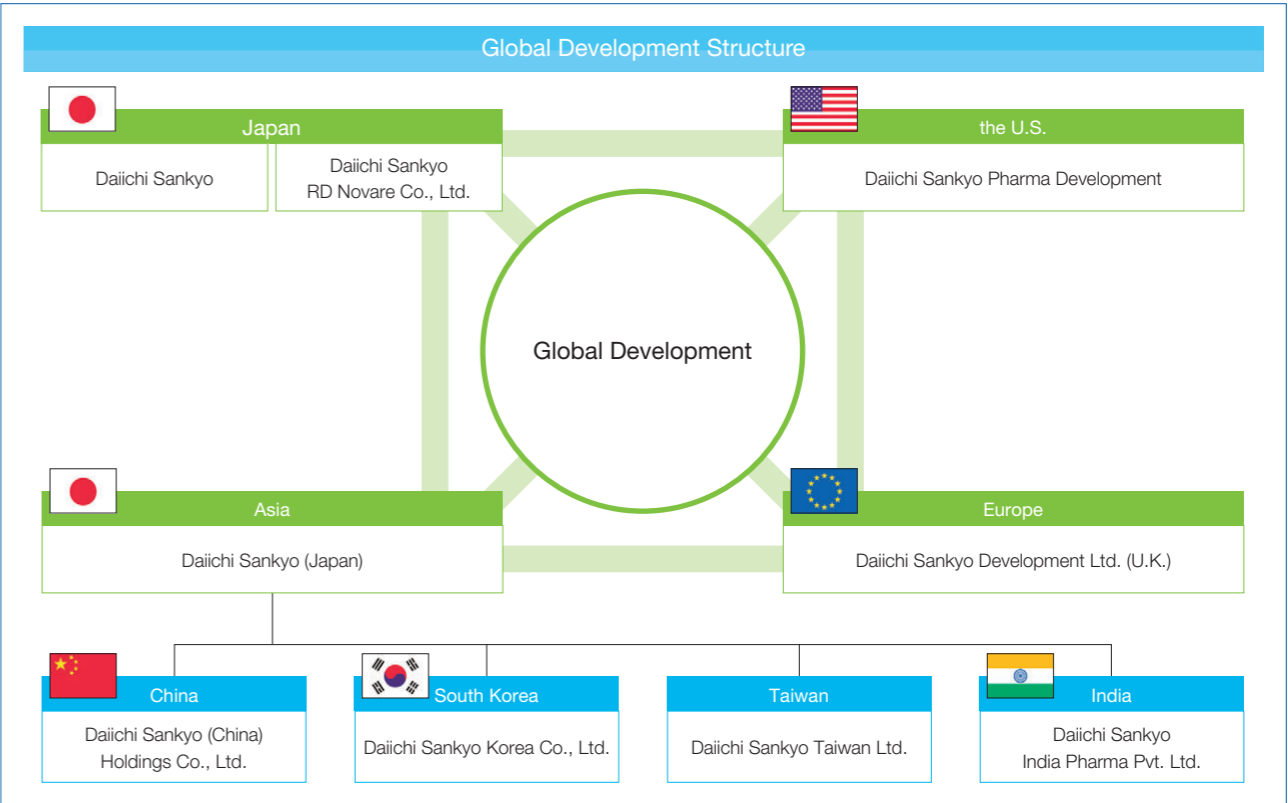 Global Development Structure
Japan
Daiichi Sankyo
Daiichi Sankyo
RD Novare Co., Ltd.
the U.S.
Daiichi Sankyo Pharma Development
Global Development
Asia
Daiichi Sankyo (Japan)
Europe
Daiichi Sankyo Development Ltd. (U.K.)
China
Daiichi Sankyo (China)
Holdings Co., Ltd.
South Korea
Daiichi Sankyo Korea Co., Ltd.
Taiwan
Daiichi Sankyo Taiwan Ltd.
India
Daiichi Sankyo
India Pharma Pvt. Ltd.